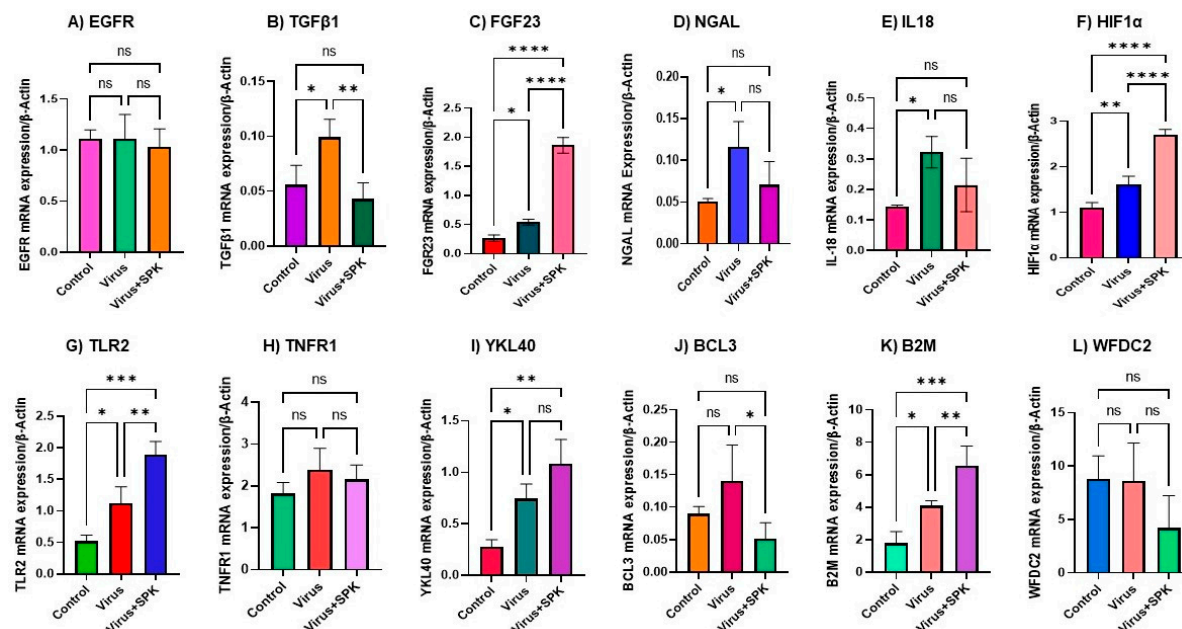 A) EGFR
ns
ns
ns
EGFR mRNA expression/β-Actin
1.5
1.0
0.5
0.0
Control
Virus
Virus+SPK
B) TGFβ1
ns
*
**
TGFβ1 mRNA expression/β-Actin
0.15
0.10
0.05
0.00
Control
Virus
Virus+SPK
C) FGF23
****
****
*
FGR23 mRNA expression/β-Actin
2.5
2.0
1.5
1.0
0.5
0.0
Control
Virus
Virus+SPK
D) NGAL
ns
*
ns
NGAL mRNA Expression/β-Actin
0.20
0.15
0.10
0.05
0.00
Control
Virus
Virus+SPK
E) IL18
ns
*
ns
IL-18 mRNA expression/β-Actin
0.5
0.4
0.3
0.2
0.1
0.0
Control
Virus
Virus+SPK
F) HIF1α
****
****
**
HIF1α mRNA expression/β-Actin
3
2
1
0
Control
Virus
Virus+SPK
G) TLR2
***
*
**
TLR2 mRNA expression/β-Actin
2.5
2.0
1.5
1.0
0.5
0.0
Control
Virus
Virus+SPK
H) TNFR1
ns
ns
ns
TNFR1 mRNA expression/β-Actin
4
3
2
1
0
Control
Virus
Virus+SPK
I) YKL40
**
*
ns
YKL40 mRNA expression/β-Actin
1.5
1.0
0.5
0.0
Control
Virus
Virus+SPK
J) BCL3
ns
ns
*
BCL3 mRNA expression/β-Actin
0.25
0.20
0.15
0.10
0.05
0.00
Control
Virus
Virus+SPK
K) B2M
***
*
**
B2M mRNA expression/β-Actin
8
6
4
2
0
Control
Virus
Virus+SPK
L) WFDC2
ns
ns
ns
WFDC2 mRNA expression/β-Actin
15
10
5
0
Control
Virus
Virus+SPK